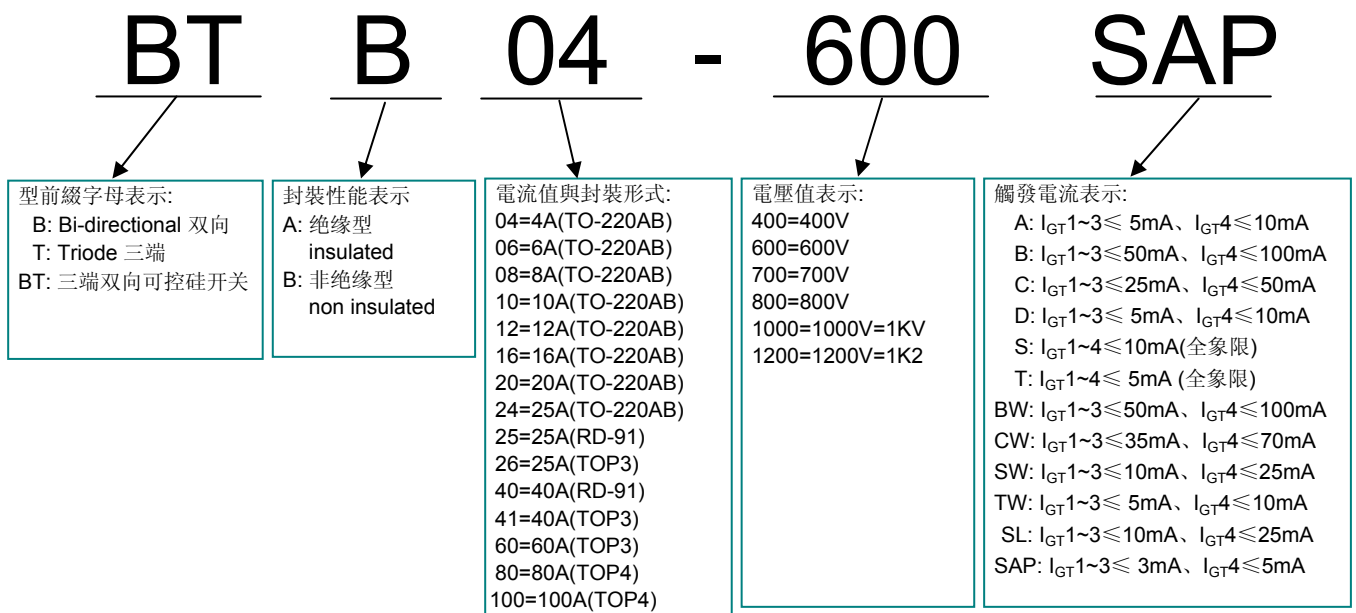 BT B 04 - 600 SAP
型前綴字母表示:
B: Bi-directional 双向
T: Triode 三端
BT: 三端双向可控硅开关
封裝性能表示
A: 绝缘型
insulated
B: 非绝缘型
non insulated
電流值與封裝形式:
04=4A(TO-220AB)
06=6A(TO-220AB)
08=8A(TO-220AB)
10=10A(TO-220AB)
12=12A(TO-220AB)
16=16A(TO-220AB)
20=20A(TO-220AB)
24=25A(TO-220AB)
25=25A(RD-91)
26=25A(TOP3)
40=40A(RD-91)
41=40A(TOP3)
60=60A(TOP3)
80=80A(TOP4)
100=100A(TOP4)
電壓值表示:
400=400V
600=600V
700=700V
800=800V
1000=1000V=1KV
1200=1200V=1K2
觸發電流表示:
A: IGT1~3≤ 5mA、IGT4≤10mA
B: IGT1~3≤50mA、IGT4≤100mA
C: IGT1~3≤25mA、IGT4≤50mA
D: IGT1~3≤ 5mA、IGT4≤10mA
S: IGT1~4≤10mA(全象限)
T: IGT1~4≤ 5mA (全象限)
BW: IGT1~3≤50mA、IGT4≤100mA
CW: IGT1~3≤35mA、IGT4≤70mA
SW: IGT1~3≤10mA、IGT4≤25mA
TW: IGT1~3≤ 5mA、IGT4≤10mA
SL: IGT1~3≤10mA、IGT4≤25mA
SAP: IGT1~3≤ 3mA、IGT4≤5mA